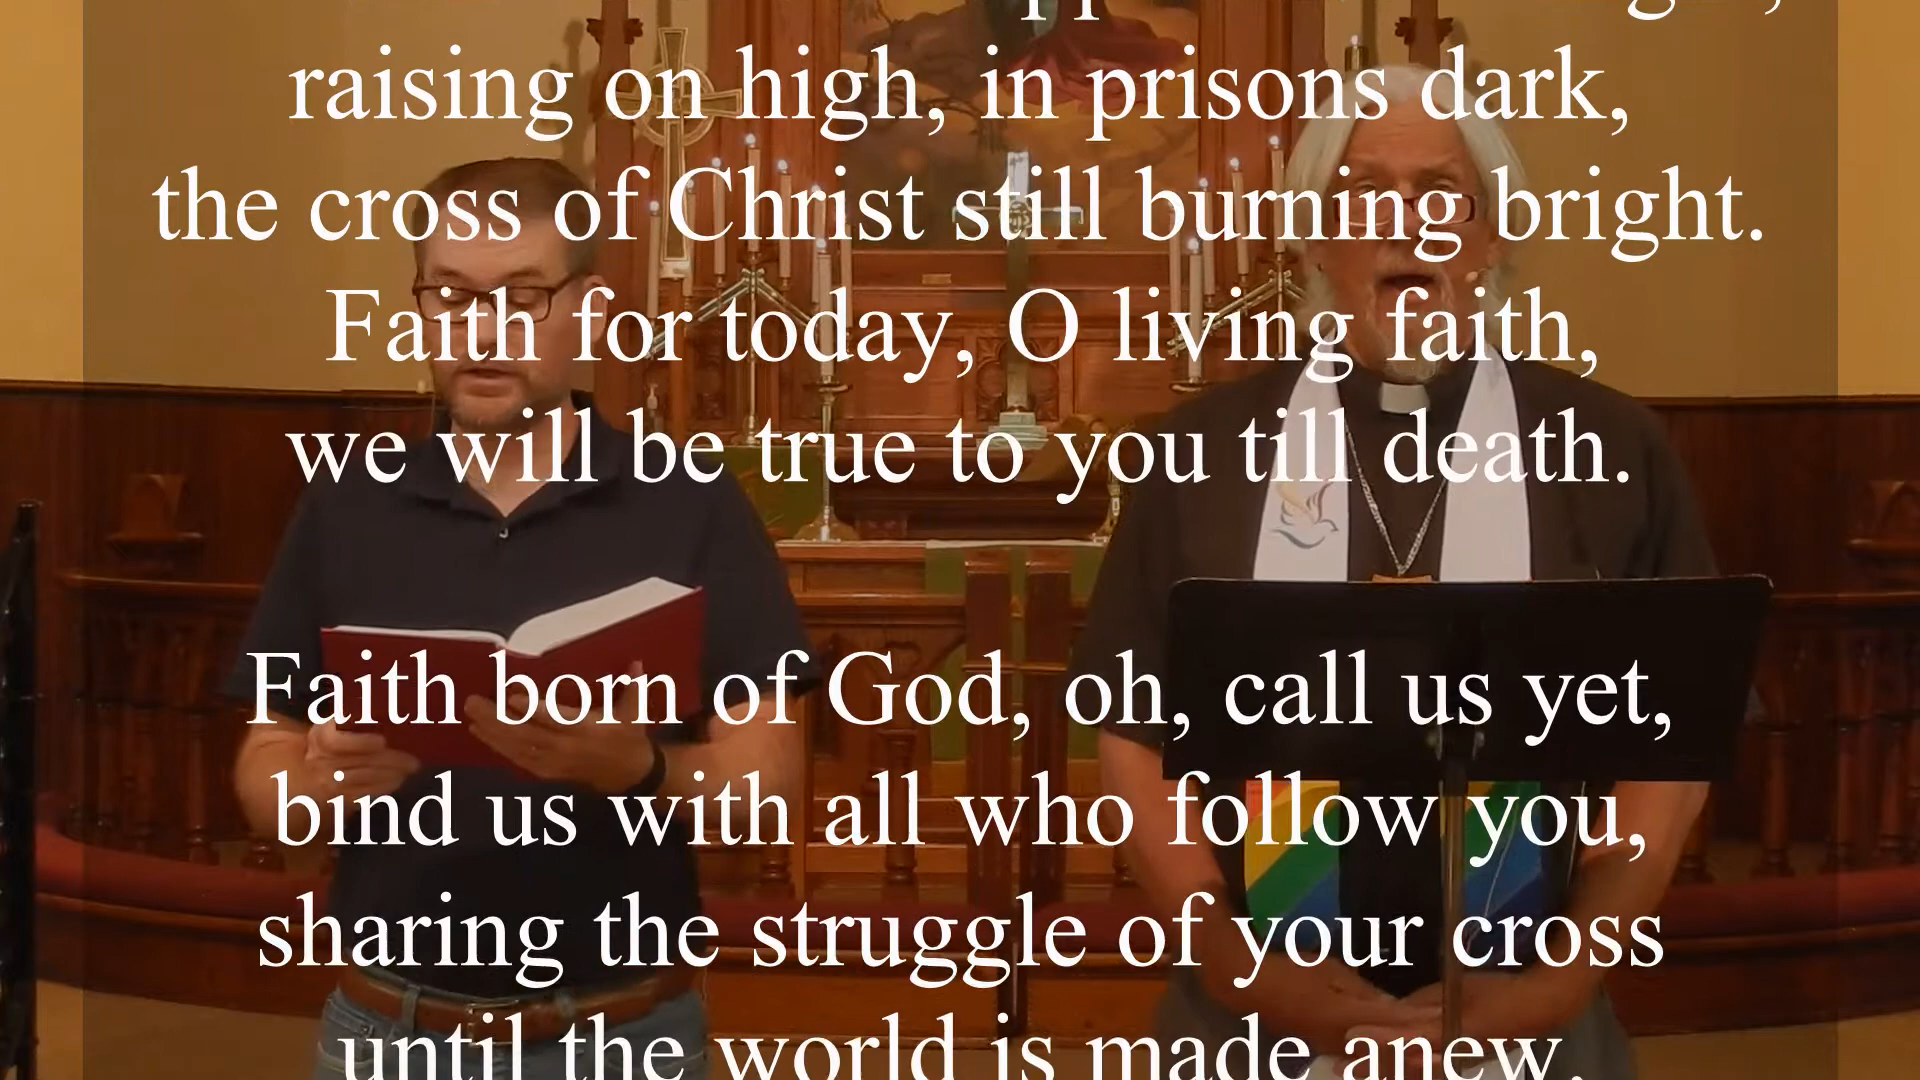 raising on high, in prisons dark,
the cross of Christ still burning bright.
Faith for today, O living faith,
we will be true to you till death.
Faith born of God, oh, call us yet,
bind us with all who follow you,
sharing the struggle of your cross
until the world is made anew.